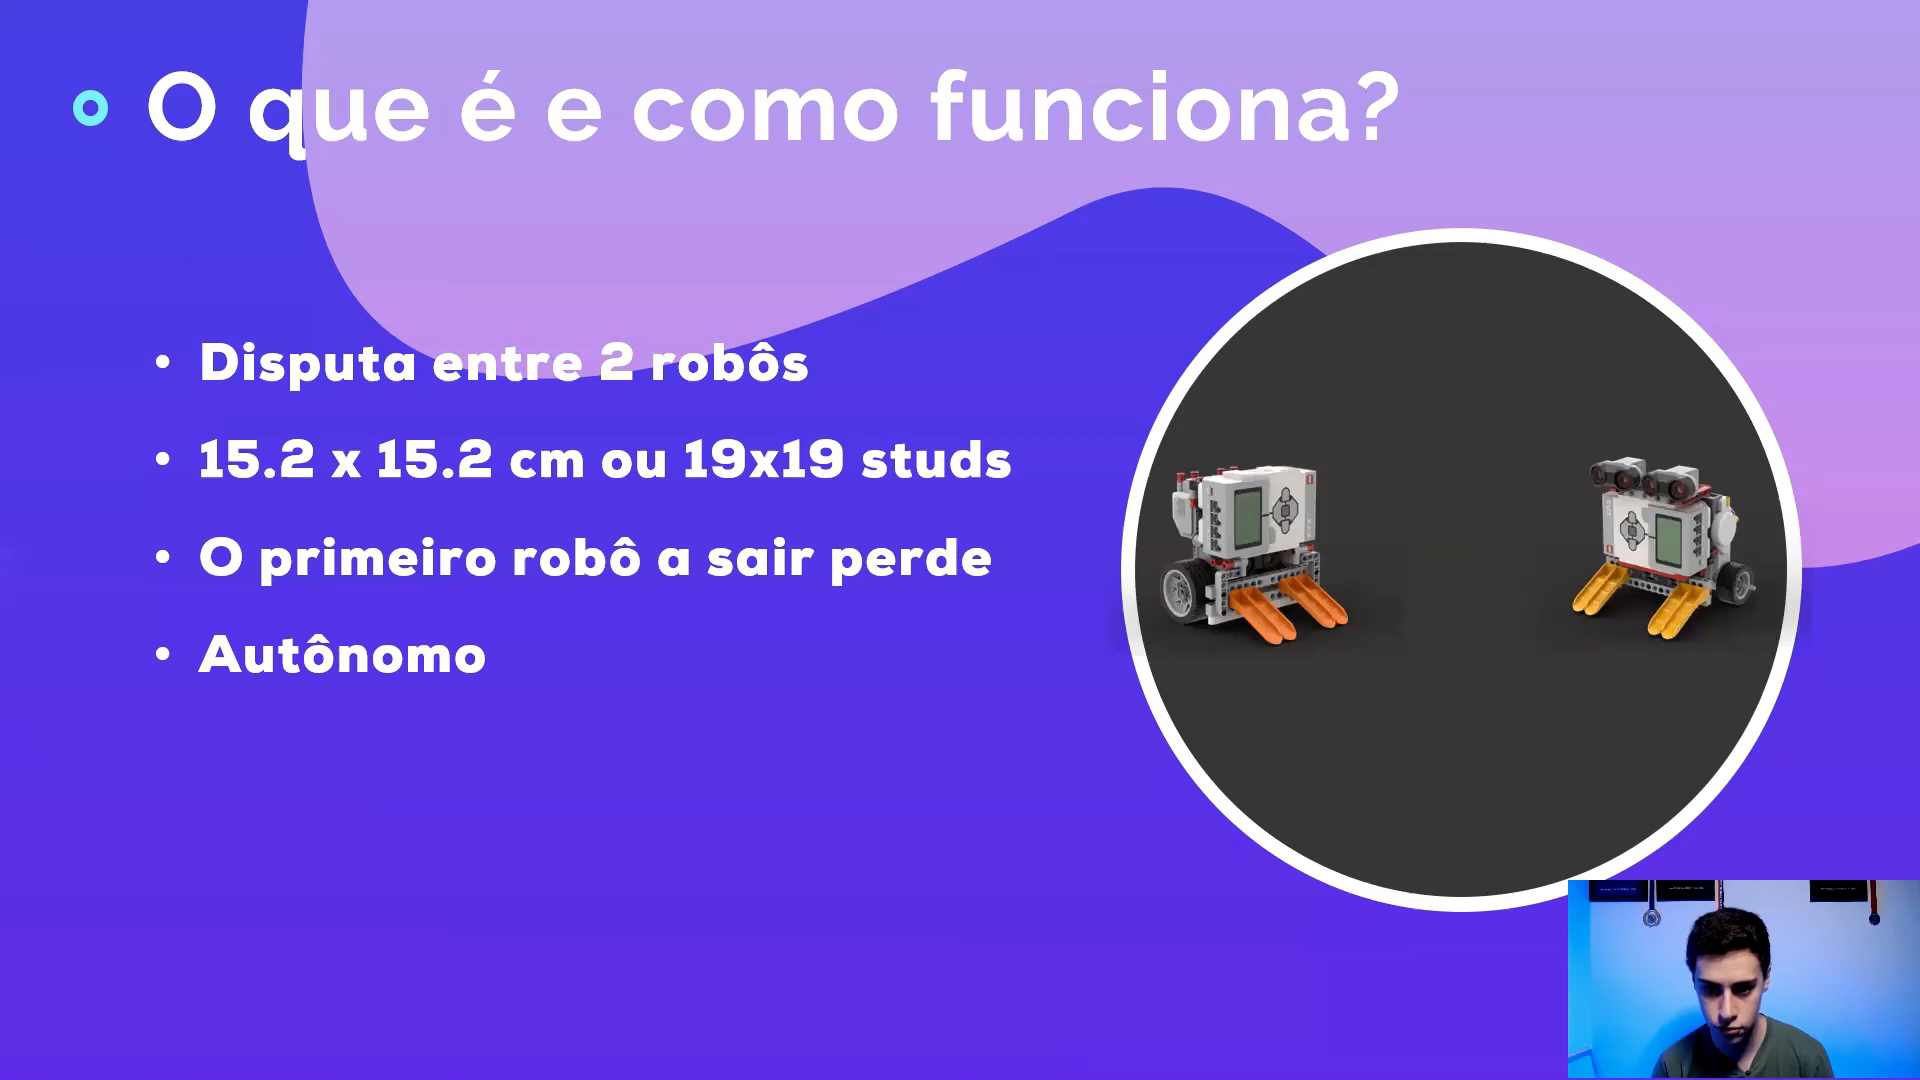 O que é e como funciona?
• Disputa entre 2 robôs
• 15.2 x 15.2 cm ou 19x19 studs
• O primeiro robô a sair perde
• Autônomo